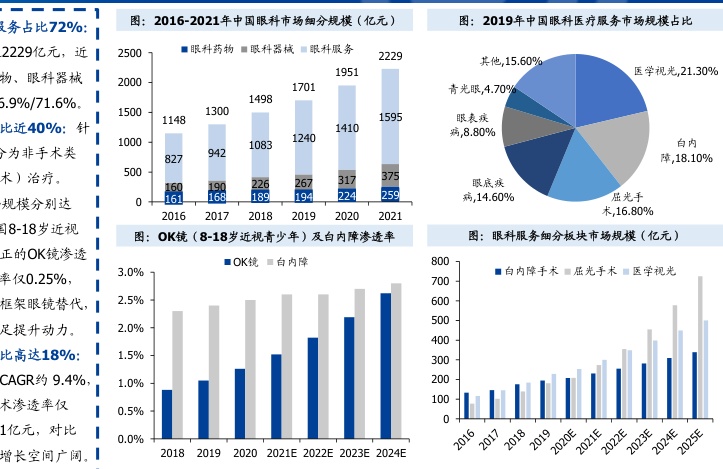 服务占比72%：
2229亿元，近
物、眼科器械
6.9%/71.6%。
比近40%：针
分为非手术类
术）治疗。
规模分别达
国8-18岁近视
正的OK镜渗透
率仅0.25%，
框架眼镜替代，
足提升动力。
比高达18%：
CAGR约 9.4%，
术渗透率仅
1亿元，对比
增长空间广阔。
图：2016-2021年中国眼科市场细分规模（亿元）
眼科药物 眼科器械 眼科服务
2500
2000
1500
1000
500
0
1148 1300 1498 1701 1951 2229
827 942 1083 1240 1410 1595
160 190 226 267 317 375
161 168 189 194 224 259
2016 2017 2018 2019 2020 2021
图：2019年中国眼科医疗服务市场规模占比
其他,15.60%
医学视光,21.30%
青光眼,4.70%
眼表疾
病,8.80%
白内
障,18.10%
眼底疾
病,14.60%
屈光手
术,16.80%
图：OK镜（8-18岁近视青少年）及白内障渗透率
OK镜 白内障
3.0%
2.5%
2.0%
1.5%
1.0%
0.5%
0.0%
2018 2019 2020 2021E 2022E 2023E 2024E
图：眼科服务细分板块市场规模（亿元）
白内障手术 屈光手术 医学视光
800
700
600
500
400
300
200
100
0
2016 2017 2018 2019 2020E 2021E 2022E 2023E 2024E 2025E